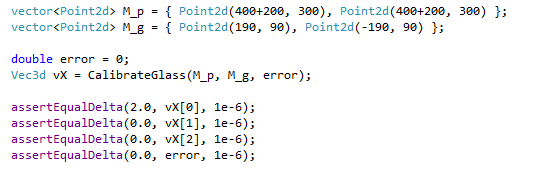 vector<Point2d> M_p = { Point2d(400+200, 300), Point2d(400+200, 300) };
vector<Point2d> M_g = { Point2d(190, 90), Point2d(-190, 90) };
double error = 0;
Vec3d vX = CalibrateGlass(M_p, M_g, error);
assertEqualDelta(2.0, vX[0], 1e-6);
assertEqualDelta(0.0, vX[1], 1e-6);
assertEqualDelta(0.0, vX[2], 1e-6);
assertEqualDelta(0.0, error, 1e-6);